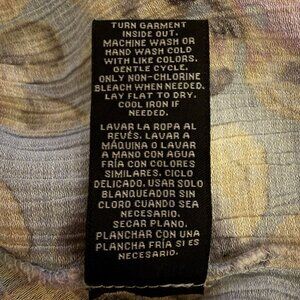 TURN GARMENT
INSIDE OUT.
MACHINE WASH OR
HAND WASH COLD
WITH LIKE COLORS.
GENTLE CYCLE.
ONLY NON-CHLORINE
BLEACH WHEN NEEDED.
LAY FLAT TO DRY.
COOL IRON IF
NEEDED.
LAVAR LA ROPA AL
REVÉS. LAVAR A
MÁQUINA O LAVAR
A MANO CON AGUA
FRÍA CON COLORES
SIMILARES. CICLO
DELICADO. USAR SOLO
BLANQUEADOR SIN
CLORO CUANDO SEA
NECESARIO.
SECAR PLANO.
PLANCHAR CON UNA
PLANCHA FRÍA SI ES
NECESARIO.